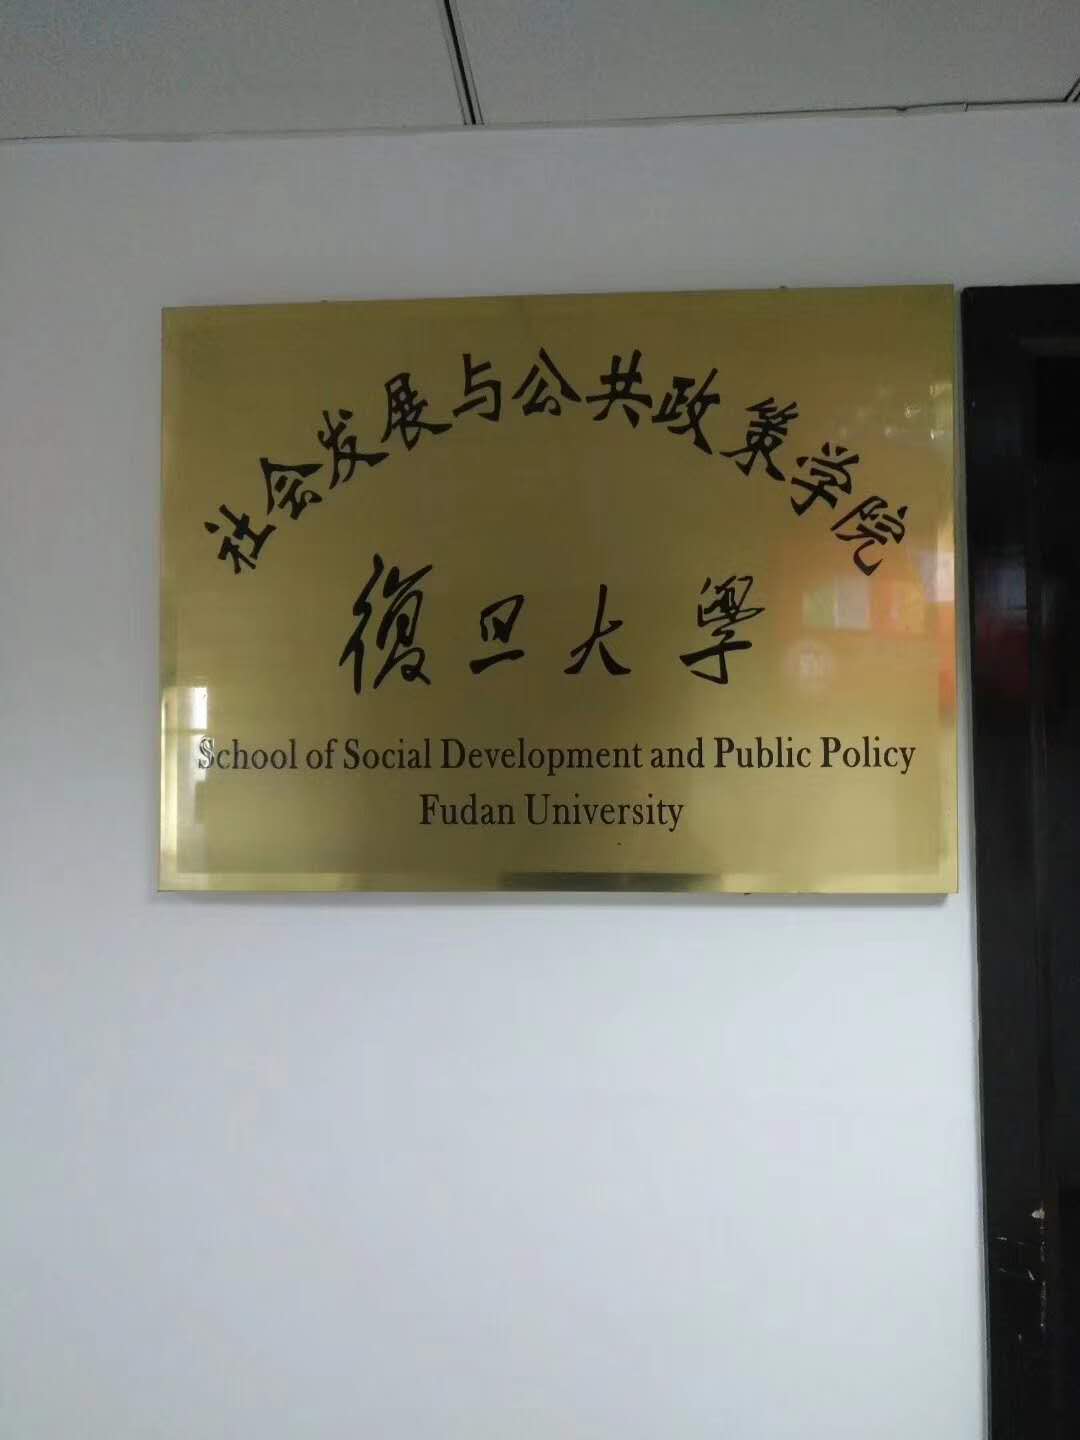 社会发展与公共政策学院
復旦大學
School of Social Development and Public Policy
Fudan University